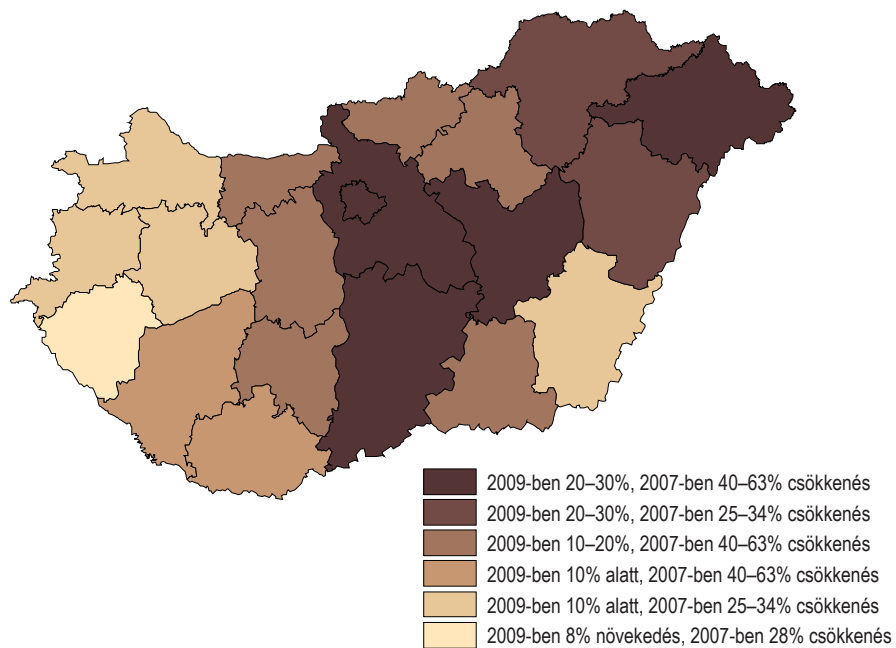 2009-ben 20–30%, 2007-ben 40–63% csökkenés
2009-ben 20–30%, 2007-ben 25–34% csökkenés
2009-ben 10–20%, 2007-ben 40–63% csökkenés
2009-ben 10% alatt, 2007-ben 40–63% csökkenés
2009-ben 10% alatt, 2007-ben 25–34% csökkenés
2009-ben 8% növekedés, 2007-ben 28% csökkenés